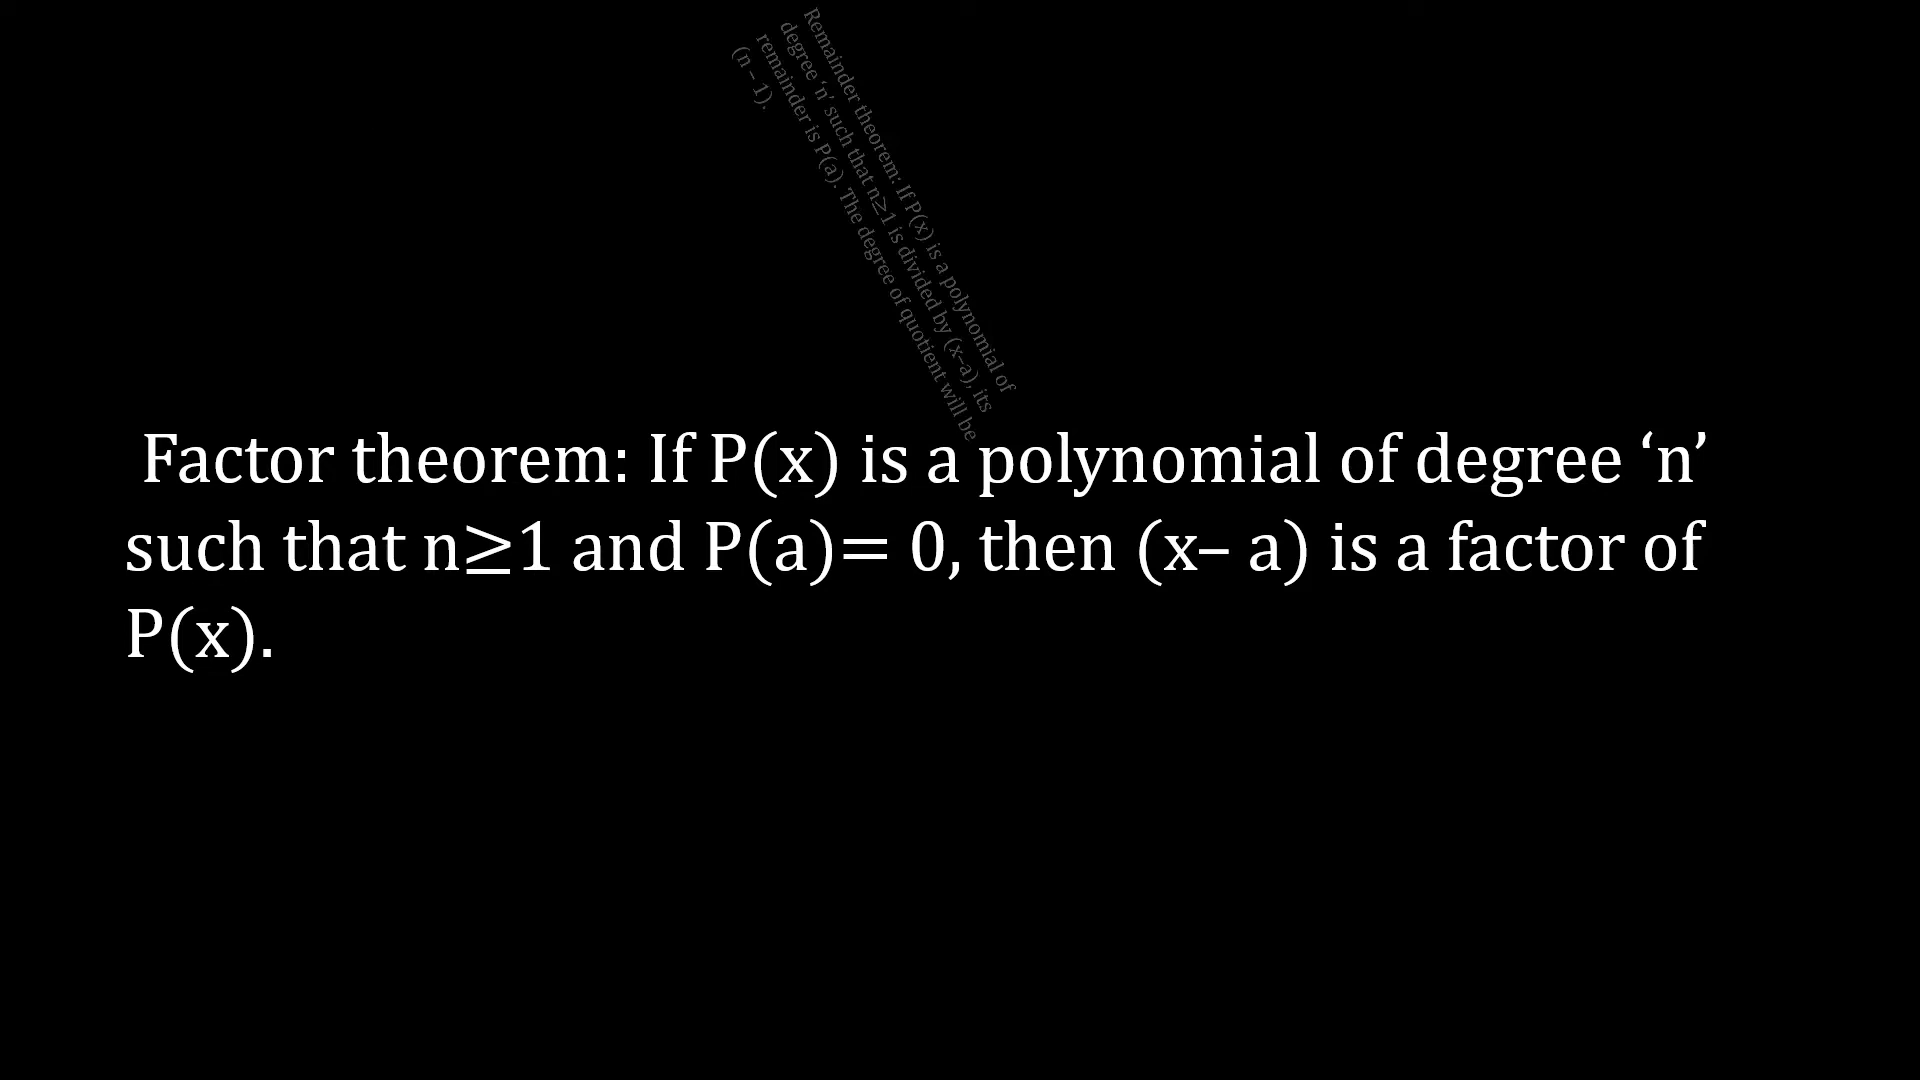 Remainder theorem: If P(x) is a polynomial of
degree ‘n’ such that n≥1 is divided by (x–a), its
remainder is P(a). The degree of quotient will be
(n – 1).
Factor theorem: If P(x) is a polynomial of degree ‘n’
such that n≥1 and P(a)= 0, then (x– a) is a factor of
P(x).